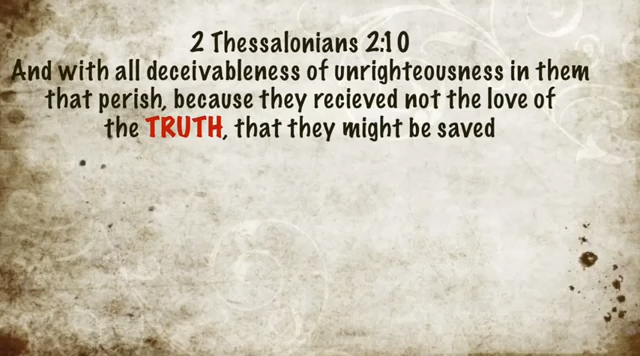 2 Thessalonians 2:10
And with all deceivableness of unrighteousness in them
that perish, because they recieved not the love of
the TRUTH, that they might be saved